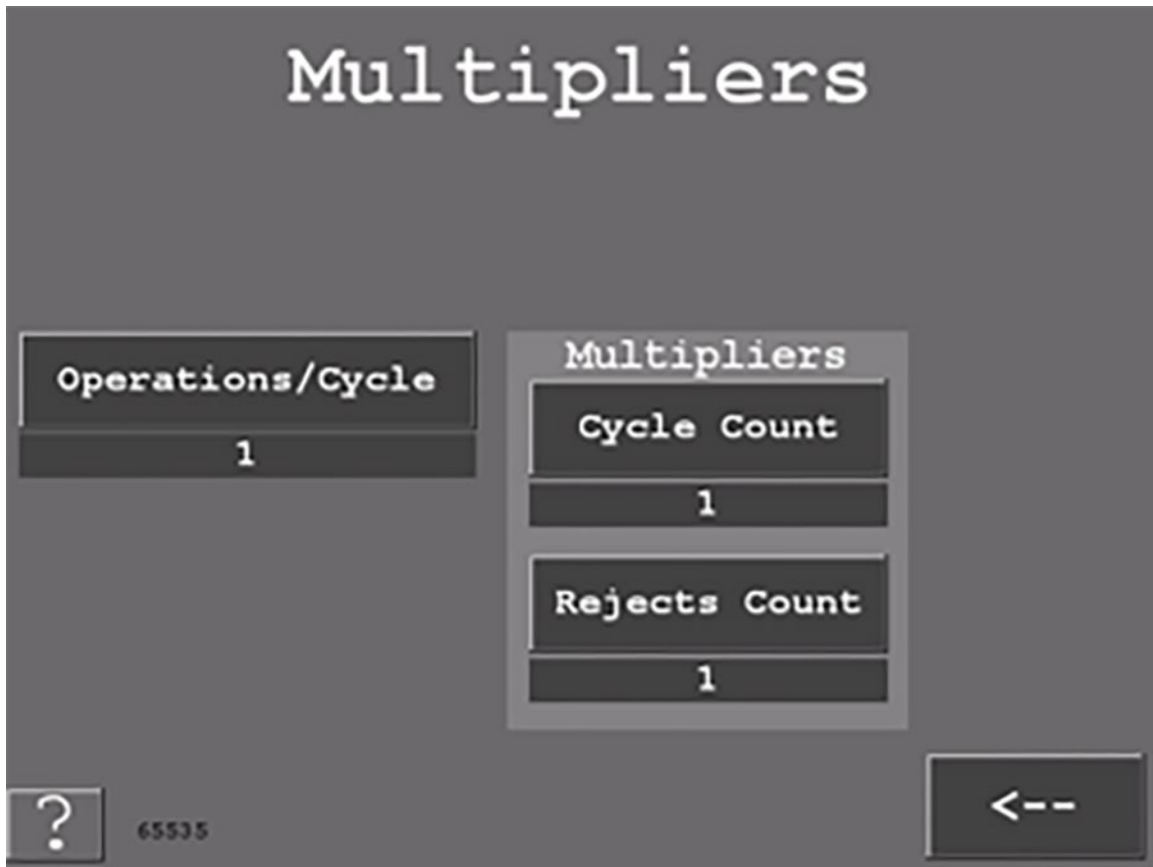 Multipliers
Operations/Cycle
1
Multipliers
Cycle Count
1
Rejects Count
1
?
65535
<--